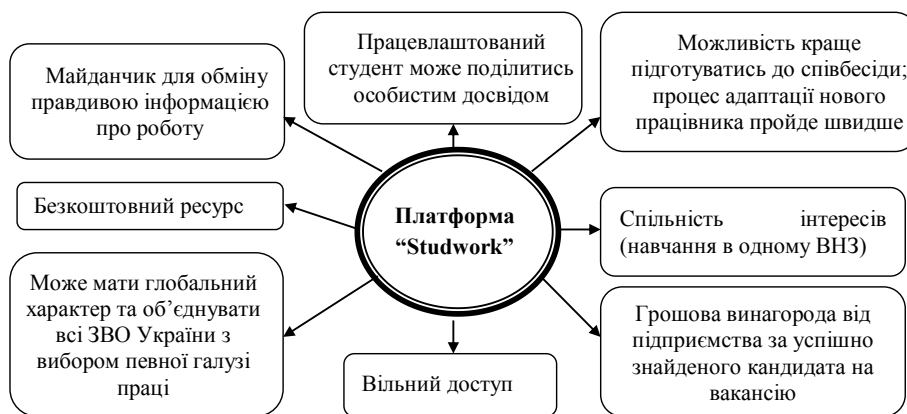 Майданчик для обміну
правдивою інформацією
про роботу
Працевлаштований
студент може поділитись
особистим досвідом
Можливість краще
підготуватись до співбесіди;
процес адаптації нового
працівника пройде швидше
Безкоштовний ресурс
Платформа
“Studwork”
Спільність інтересів
(навчання в одному ВНЗ)
Може мати глобальний
характер та об’єднувати
всі ЗВО України з
вибором певної галузі
праці
Вільний доступ
Грошова винагорода від
підприємства за успішно
знайденого кандидата на
вакансію